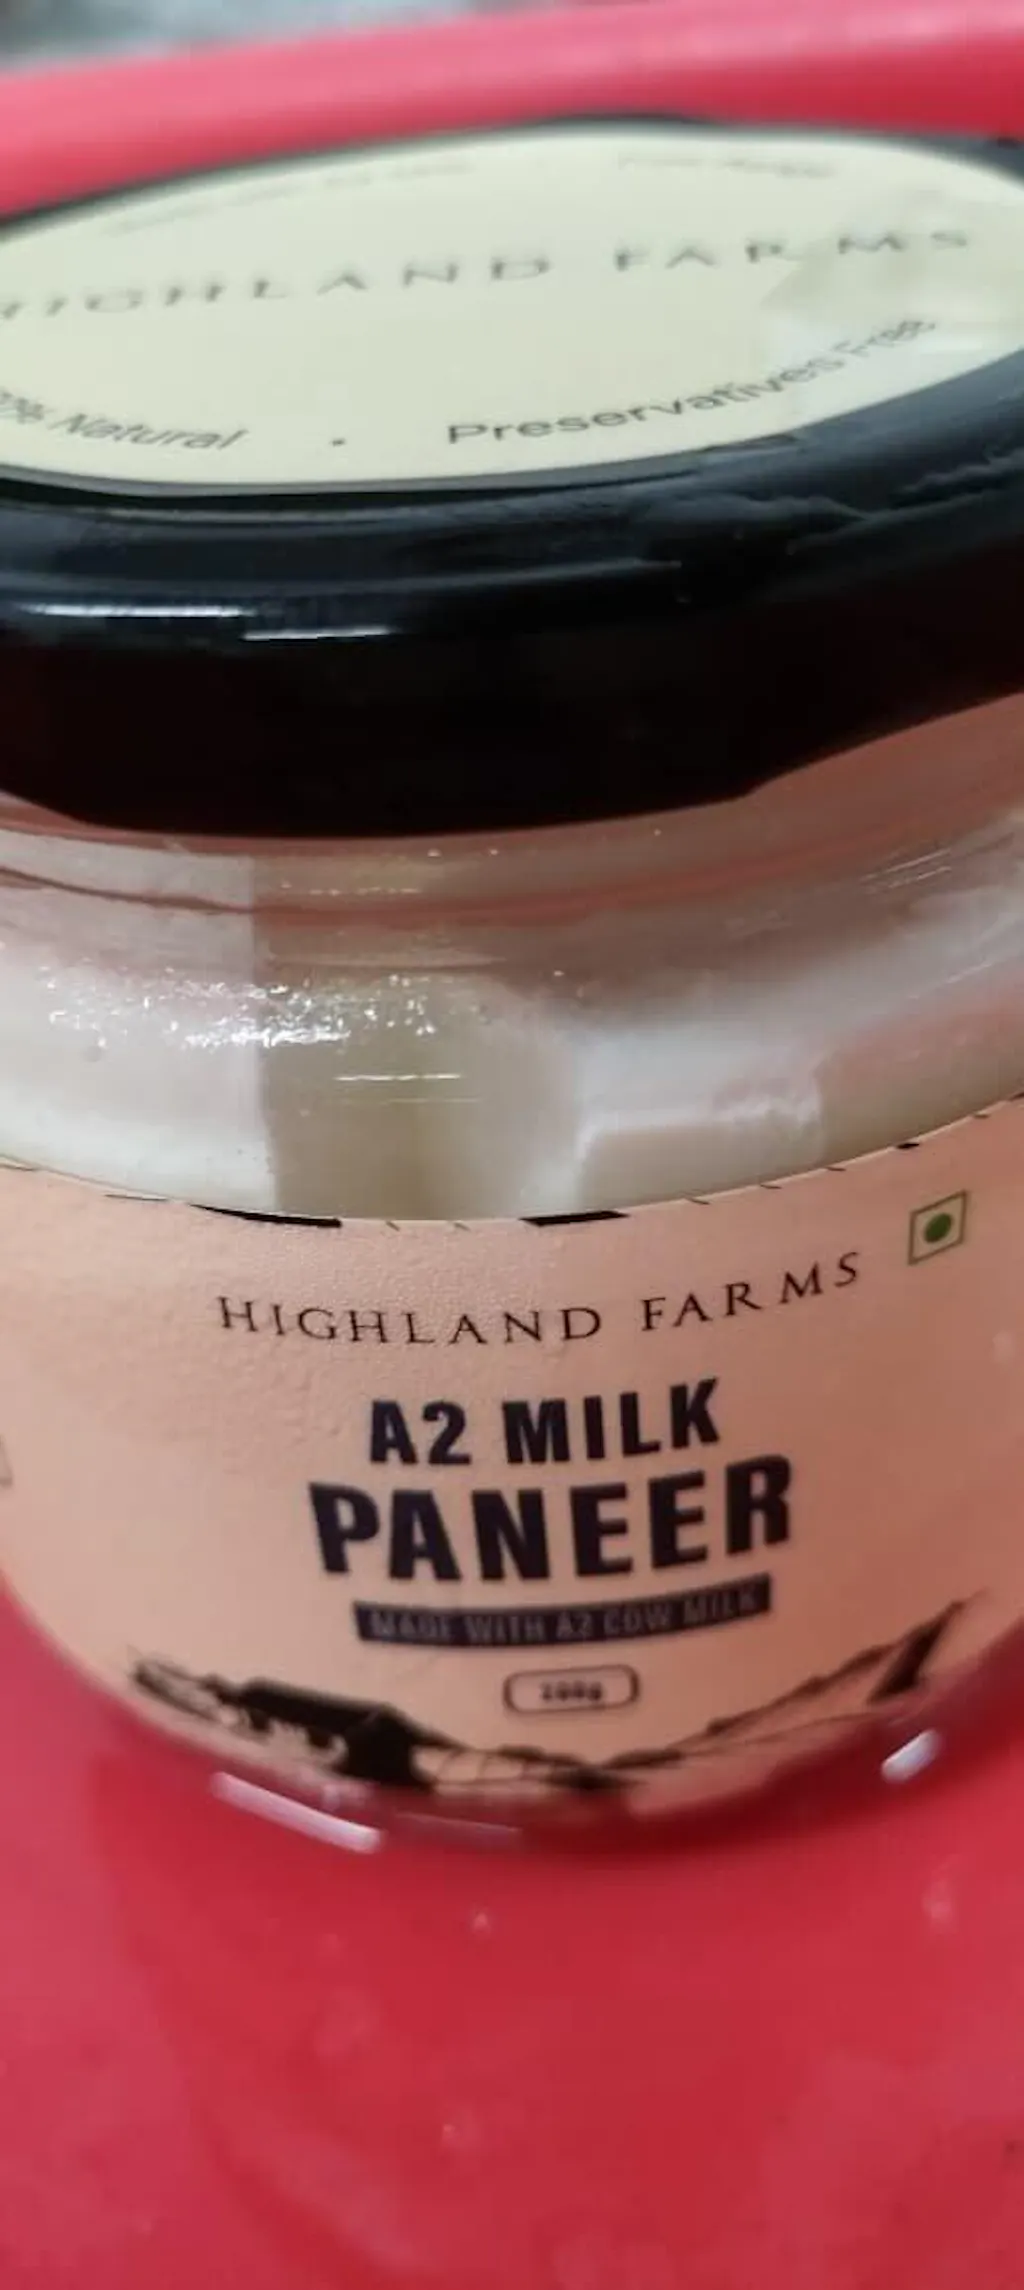 HIGHLAND FARMS
Natural • Preservatives Free
HIGHLAND FARMS
A2 MILK
PANEER
MADE WITH A2 COW MILK